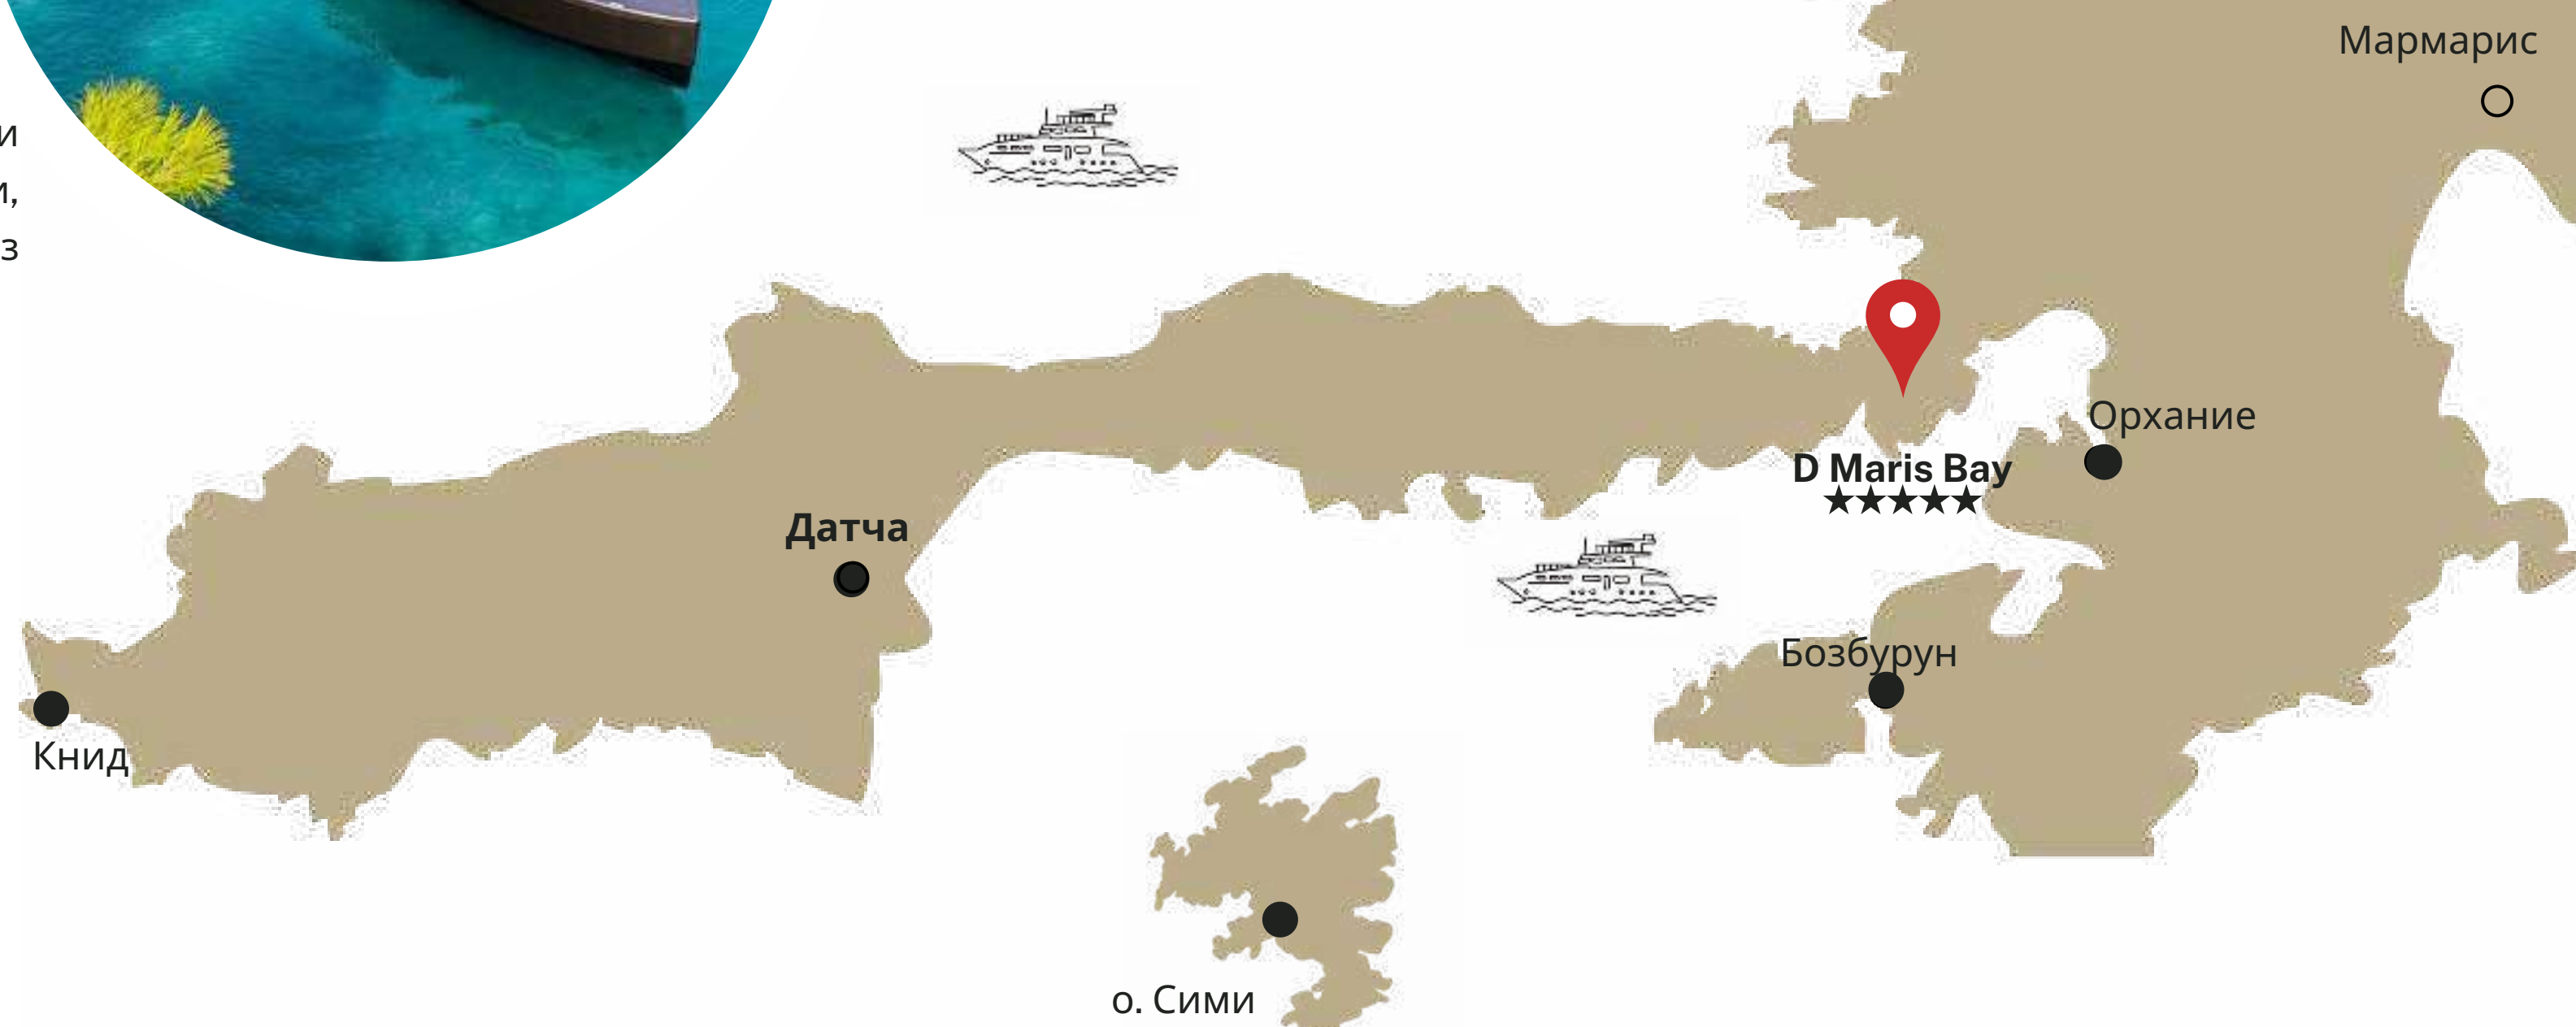 Мармарис
и
и,
з
Орхание
D Maris Bay
★★★★★
Датча
Бозбурун
Книд
о. Сими